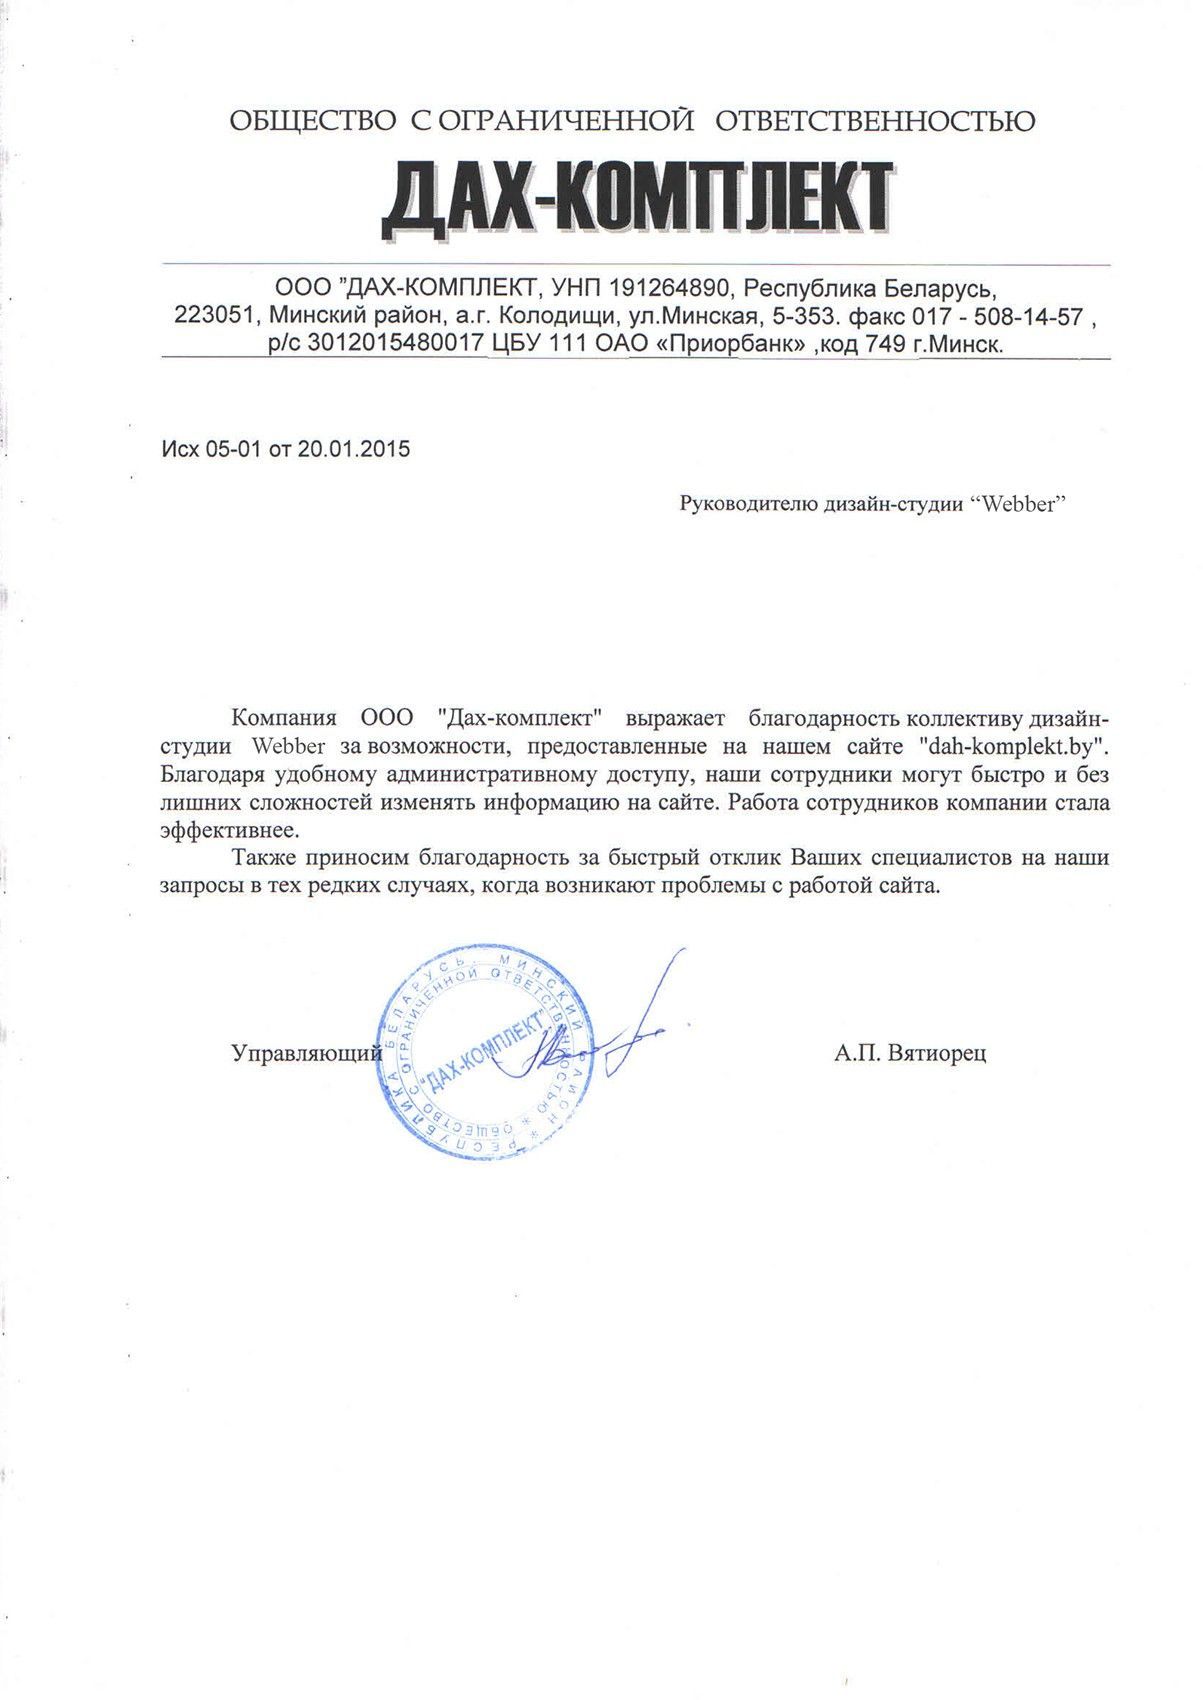 ОБЩЕСТВО С ОГРАНИЧЕННОЙ ОТВЕТСТВЕННОСТЬЮ
ДАХ-КОМПЛЕКТ
ООО "ДАХ-КОМПЛЕКТ, УНП 191264890, Республика Беларусь,
223051, Минский район, а.г. Колодищи, ул.Минская, 5-353. факс 017 - 508-14-57 ,
р/с 3012015480017 ЦБУ 111 ОАО «Приорбанк» ,код 749 г.Минск.
Исх 05-01 от 20.01.2015
Руководителю дизайн-студии “Webber”
Компания ООО "Дах-комплект" выражает благодарность коллективу дизайн-
студии Webber за возможности, предоставленные на нашем сайте "dah-komplekt.by".
Благодаря удобному административному доступу, наши сотрудники могут быстро и без
лишних сложностей изменять информацию на сайте. Работа сотрудников компании стала
эффективнее.
Также приносим благодарность за быстрый отклик Ваших специалистов на наши
запросы в тех редких случаях, когда возникают проблемы с работой сайта.
Управляющий
А.П. Вятиорец
РЕСПУБЛИКА БЕЛАРУСЬ. МИНСКИЙ РАЙОН *
ОБЩЕСТВО С ОГРАНИЧЕННОЙ ОТВЕТСТВЕННОСТЬЮ *
"ДАХ-КОМПЛЕКТ"